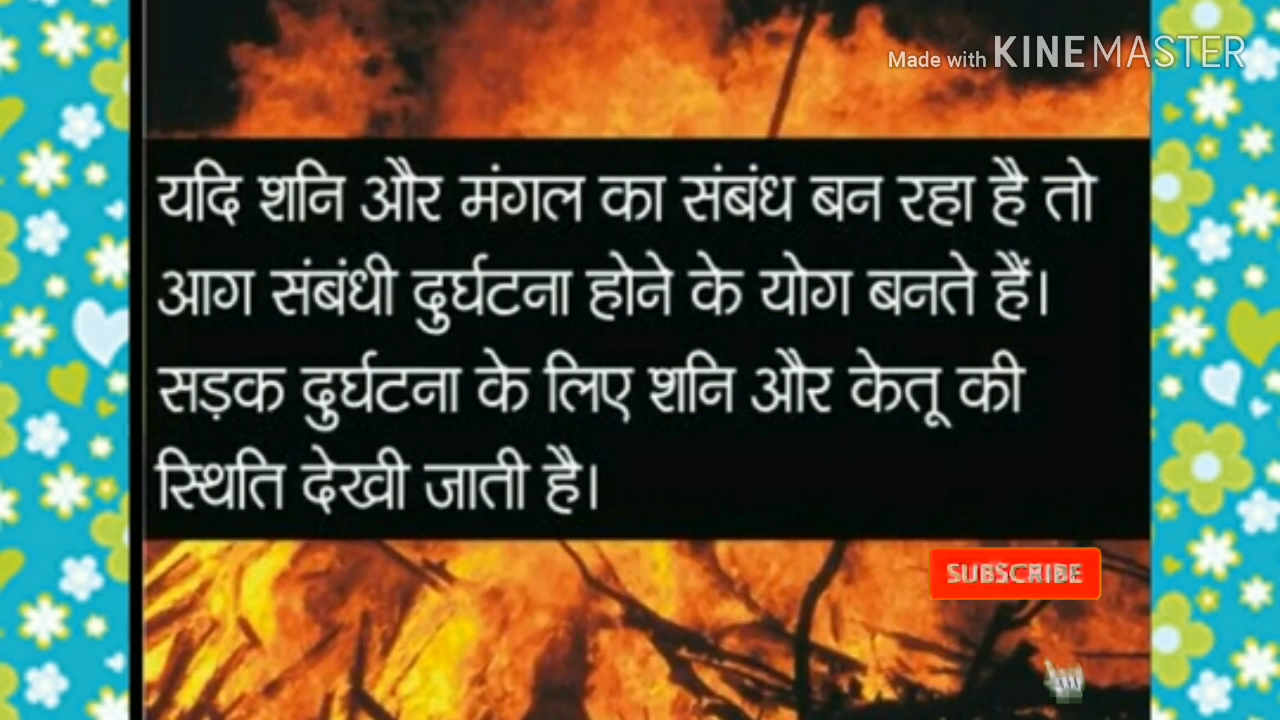 Made with KINEMASTER
यदि शनि और मंगल का संबंध बन रहा है तो
आग संबंधी दुर्घटना होने के योग बनते हैं।
सड़क दुर्घटना के लिए शनि और केतू की
स्थिति देखी जाती है।
SUBSCRIBE